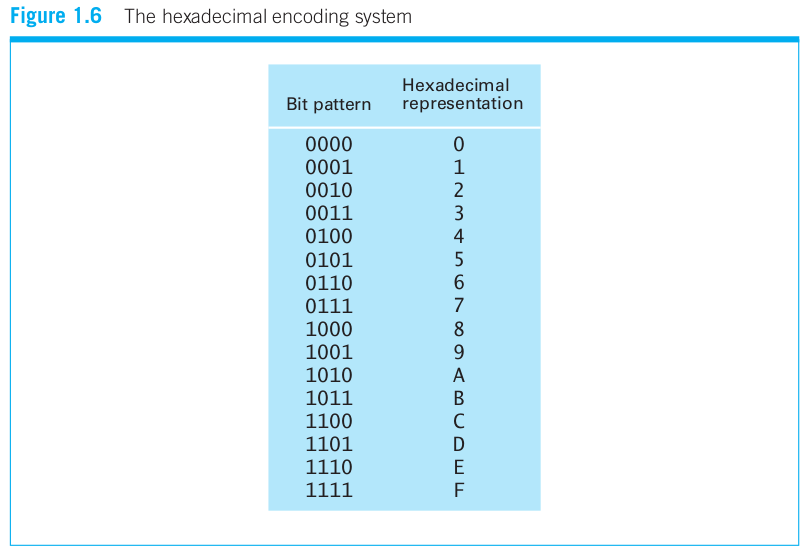 Figure 1.6 The hexadecimal encoding system
Hexadecimal
Bit pattern representation
0000 0
0001 1
0010 2
0011 3
0100 4
0101 5
0110 6
0111 7
1000 8
1001 9
1010 A
1011 B
1100 C
1101 D
1110 E
1111 F